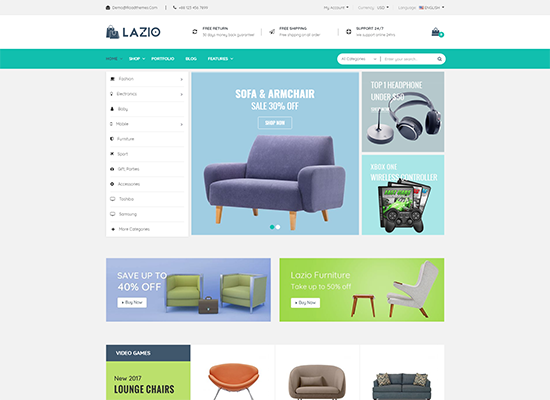 Demo@Roadthemes.Com
+88 123 456 7899
Currency : USD
Language : ENGLISH
LAZIO
FREE RETURN
30 days money back guarantee!
FREE SHIPPING
Free shipping on all order
SUPPORT 24/7
We support online 24hrs
HOME
SHOP
PORTFOLIO
BLOG
FEATURES
All Categories
Enter your search...
Fashion
Electronics
Baby
Mobile
Furniture
Sport
Gift, Parties
Accessories
Toshiba
Samsung
More Categories
SOFA & ARMCHAIR
SALE 30% OFF
SHOP NOW
TOP 1 HEADPHONE
UNDER $50
XBOX ONE
WIRELESS CONTROLLER
SAVE UP TO
40% OFF
Buy Now
Lazio Furniture
Take up to 50% off
Buy Now
VIDEO GAMES
New 2017
LOUNGE CHAIRS